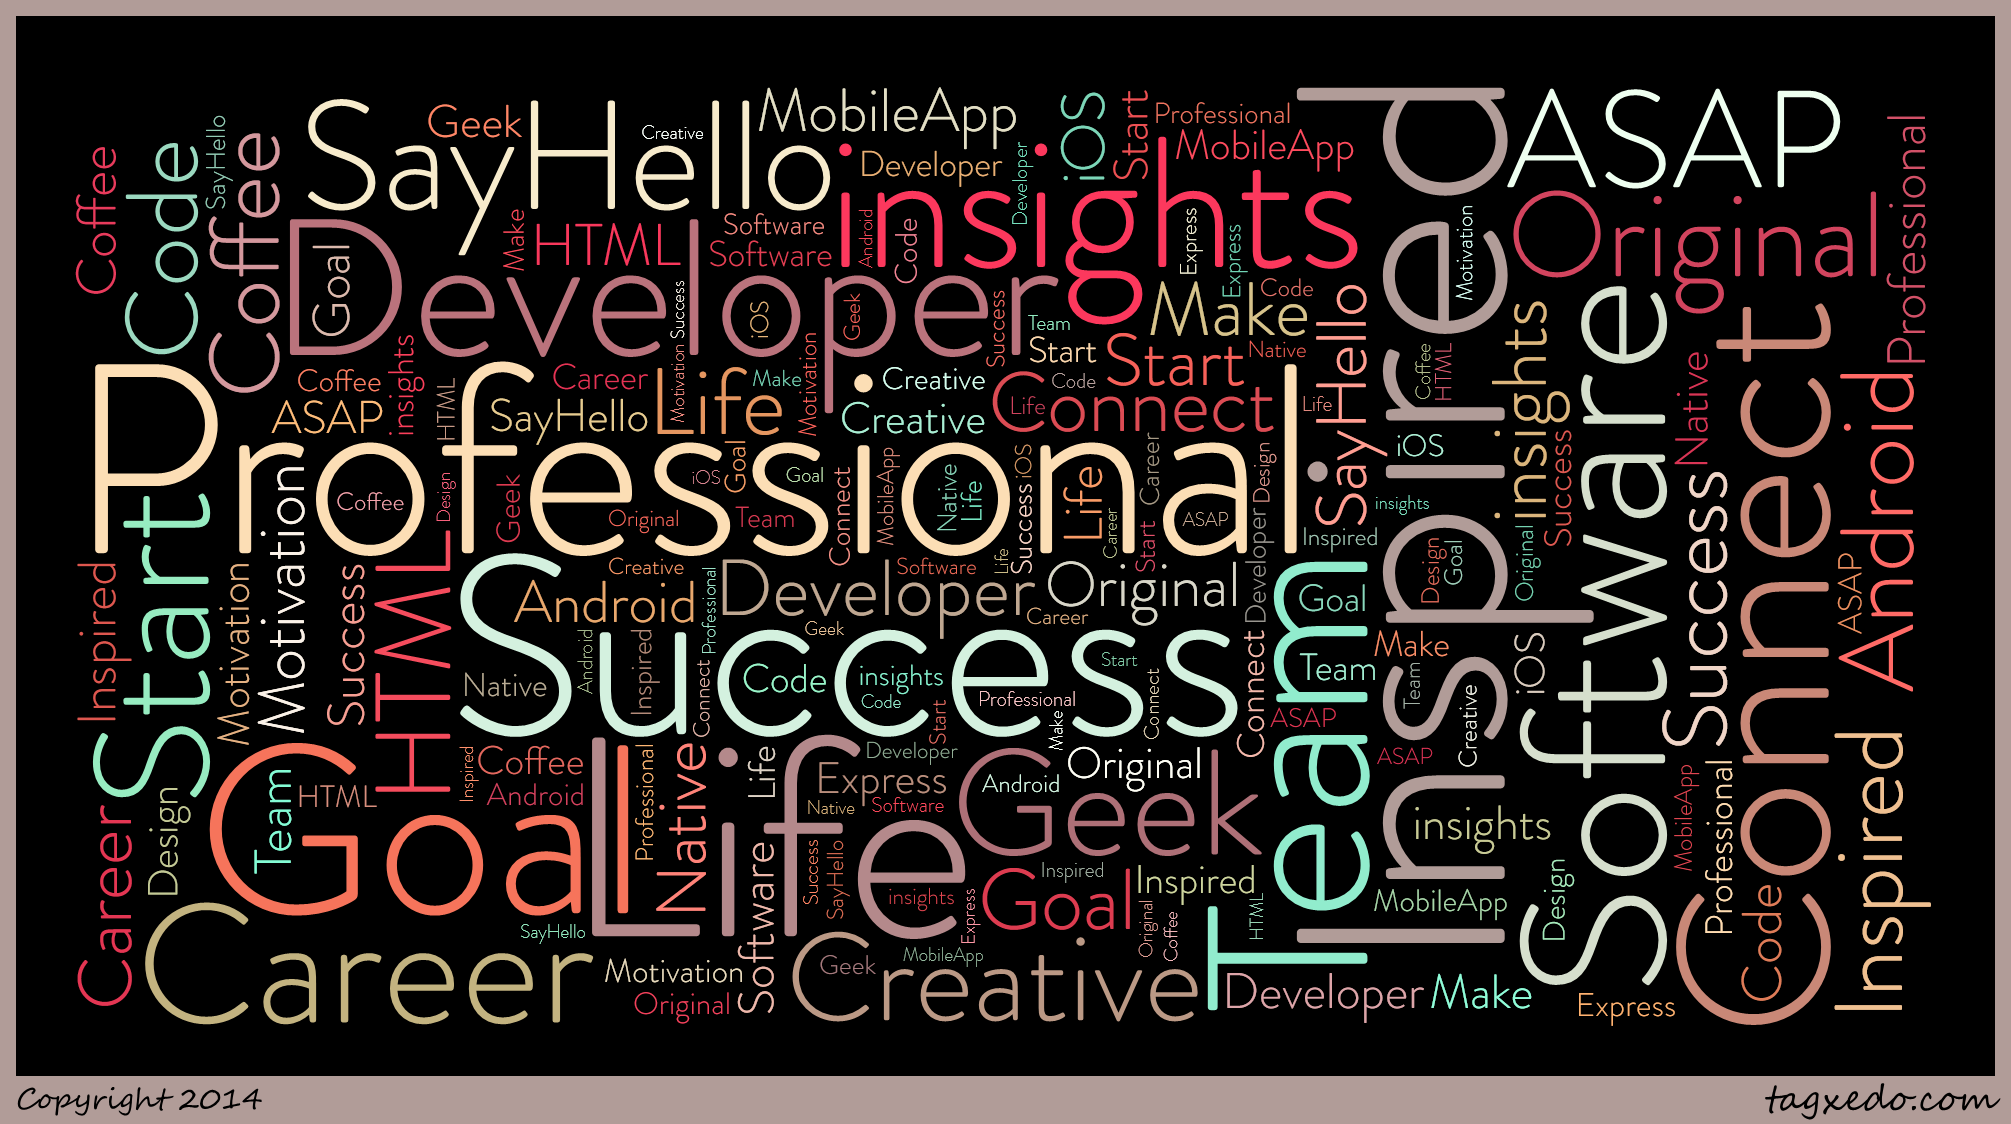 SayHello
Geek
Creative
MobileApp
iOS
Start
Professional
MobileApp
ASAP
Coffee
Code
SayHello
Coffee
Developer
Developer
insights
Inspired
Original
Professional
Developer
Goal
Make
HTML
Software
Software
Android
Code
Express
Express
Motivation
Make
Code
iOS
Geek
Success
Success
Motivation
Motivation
Team
Start
Start
Native
SayHello
Coffee
HTML
insights
Software
Connect
Native
Android
Professional
Coffee
ASAP
insights
HTML
Career
SayHello
Life
Make
Creative
Creative
Connect
Code
Life
Life
iOS
Success
Start
Motivation
Coffee
Design
Geek
Original
iOS
Goal
Team
Goal
Connect
MobileApp
Native
Life
Success
iOS
Life
Career
Career
Start
ASAP
Design
Developer
Inspired
insights
Design
Goal
Original
Success
ASAP
Inspired
Motivation
Success
HTML
Success
Android
Creative
Professional
Developer
Software
Life
Original
Career
Geek
Team
Goal
Make
Team
iOS
Native
Android
Inspired
Connect
Code
insights
Code
Start
Professional
Start
Make
Connect
Connect
ASAP
Team
Creative
ASAP
Inspired
Career
Design
Goal
Team
HTML
Inspired
Coffee
Android
Life
Professional
Native
Life
Express
Developer
Native
Software
Geek
Android
Original
insights
MobileApp
Professional
Code
Software
Success
SayHello
insights
Express
Inspired
Goal
Inspired
Original
Coffee
HTML
MobileApp
Design
Career
SayHello
Motivation
Original
Geek
Creative
MobileApp
Developer
Make
Express
Copyright 2014
tagxedo.com